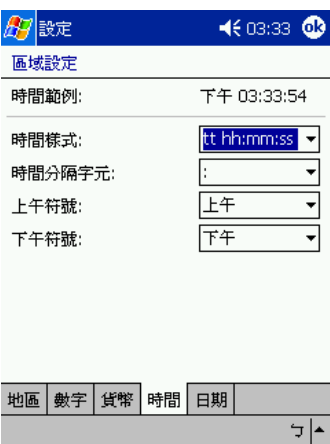 設定 03:33 ok
區域設定
時間範例: 下午 03:33:54
時間樣式: tt hh:mm:ss
時間分隔字元: :
上午符號: 上午
下午符號: 下午
地區 數字 貨幣 時間 日期
ㄅ